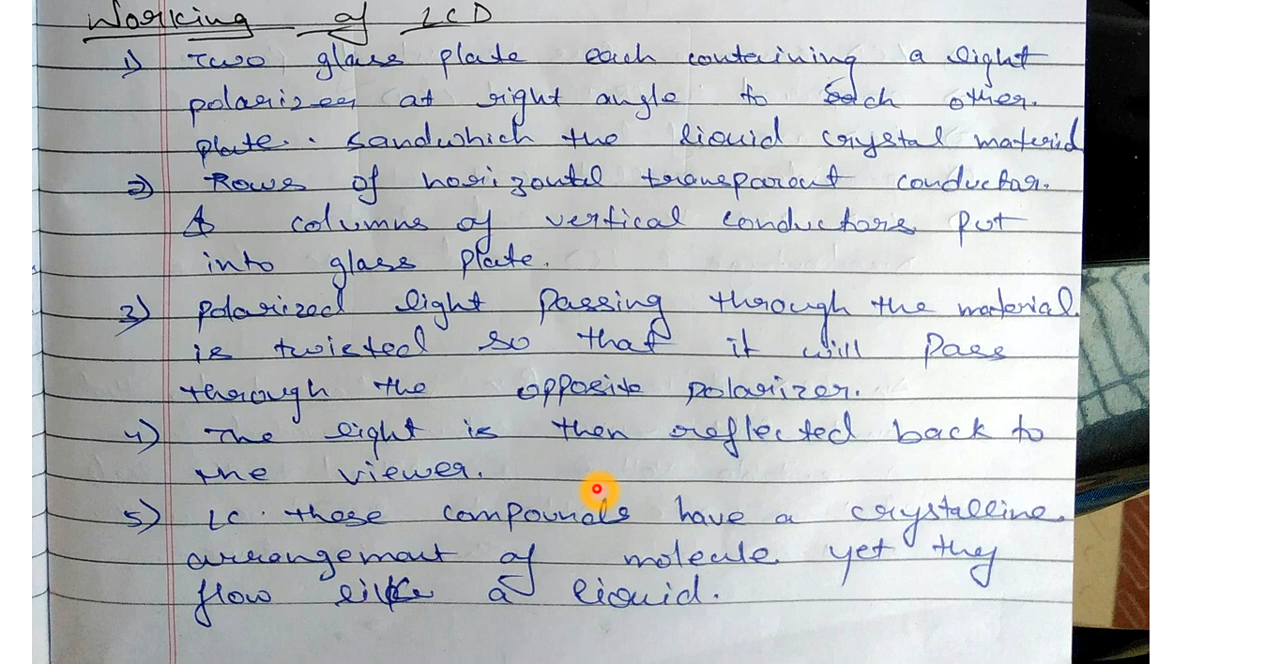 Working of LCD
1) Two glass plate each containing a light
polarizer at right angle to each other.
plate. sandwhich the liquid crystal material
2) Rows of horizontal transparent conductor.
& columns of vertical conductors put
into glass plate.
3) polarized light passing through the material.
is twisted so that it will pass
through the opposite polarizer.
4) The light is then reflected back to
the viewer.
5) LC. these compounds have a crystalline.
arrangement of molecule yet they
flow like a liquid.